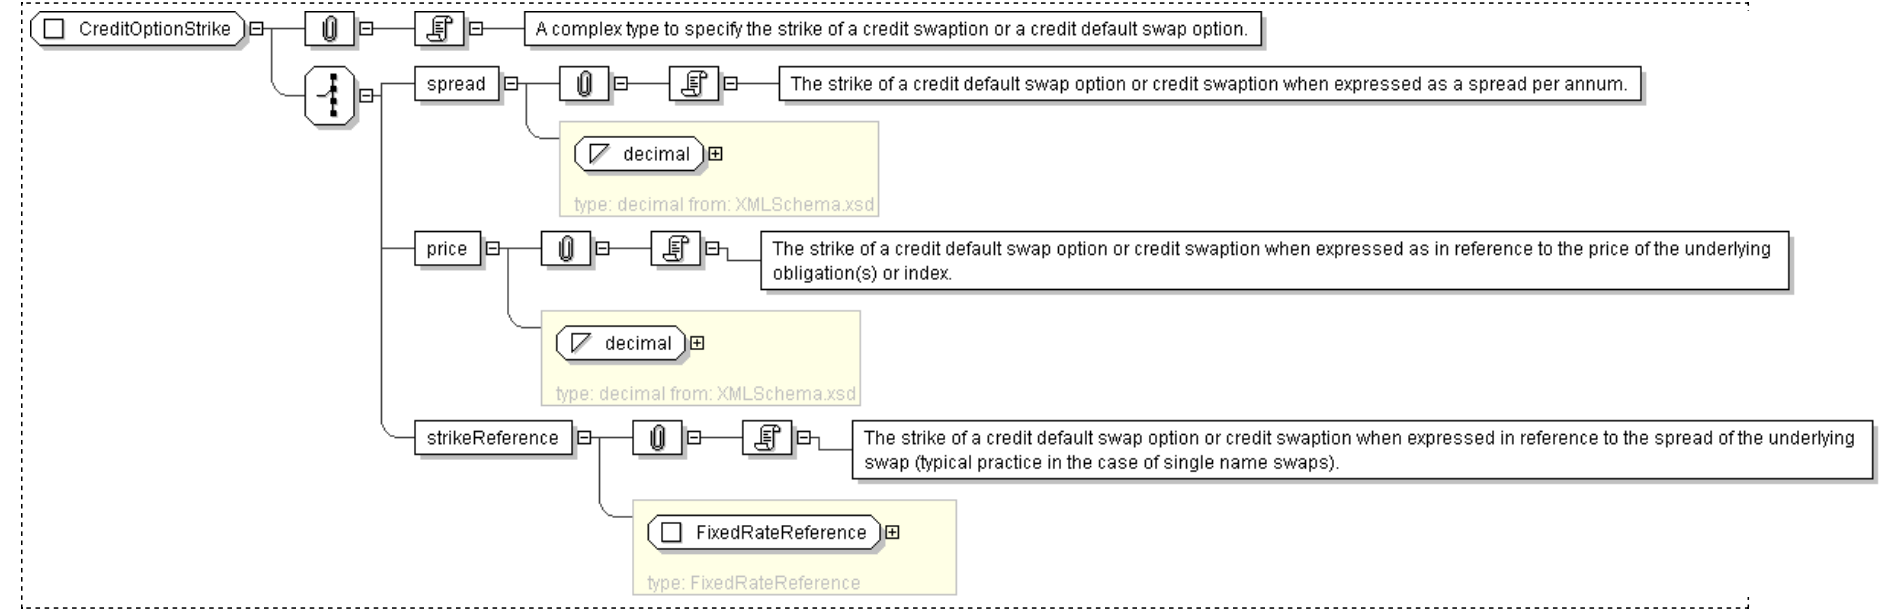 CreditOptionStrike
A complex type to specify the strike of a credit swaption or a credit default swap option.
spread
The strike of a credit default swap option or credit swaption when expressed as a spread per annum.
decimal
type: decimal from: XMLSchema.xsd
price
The strike of a credit default swap option or credit swaption when expressed as in reference to the price of the underlying
obligation(s) or index.
decimal
type: decimal from: XMLSchema.xsd
strikeReference
The strike of a credit default swap option or credit swaption when expressed in reference to the spread of the underlying
swap (typical practice in the case of single name swaps).
FixedRateReference
type: FixedRateReference